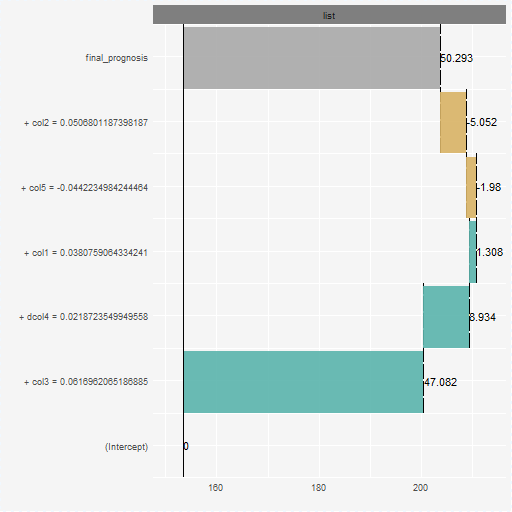 list
final_prognosis
50.293
+ col2 = 0.0506801187398187
-5.052
+ col5 = -0.0442234984244464
-1.98
+ col1 = 0.0380759064334241
1.308
+ dcol4 = 0.0218723549949558
8.934
+ col3 = 0.0616962065186885
47.082
(Intercept)
0
160 180 200